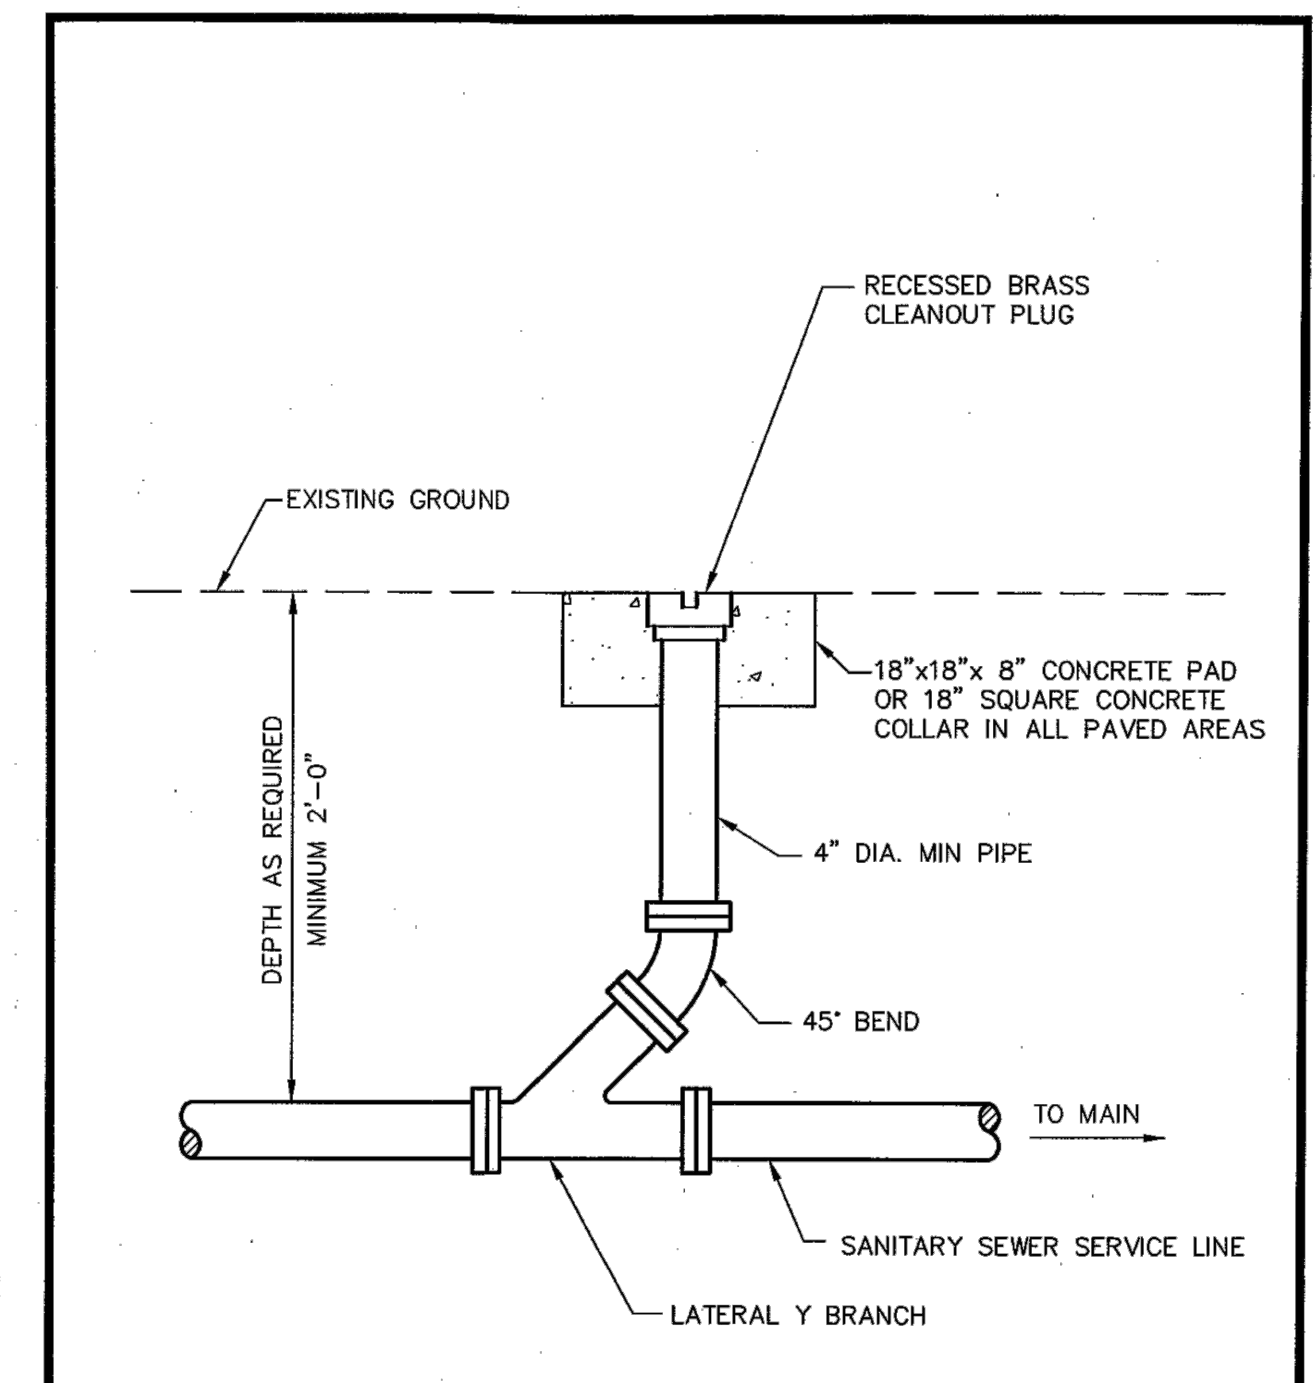 RECESSED BRASS
CLEANOUT PLUG
EXISTING GROUND
18"x18"x 8" CONCRETE PAD
OR 18" SQUARE CONCRETE
COLLAR IN ALL PAVED AREAS
DEPTH AS REQUIRED
MINIMUM 2'-0"
4" DIA. MIN PIPE
45° BEND
TO MAIN
SANITARY SEWER SERVICE LINE
LATERAL Y BRANCH